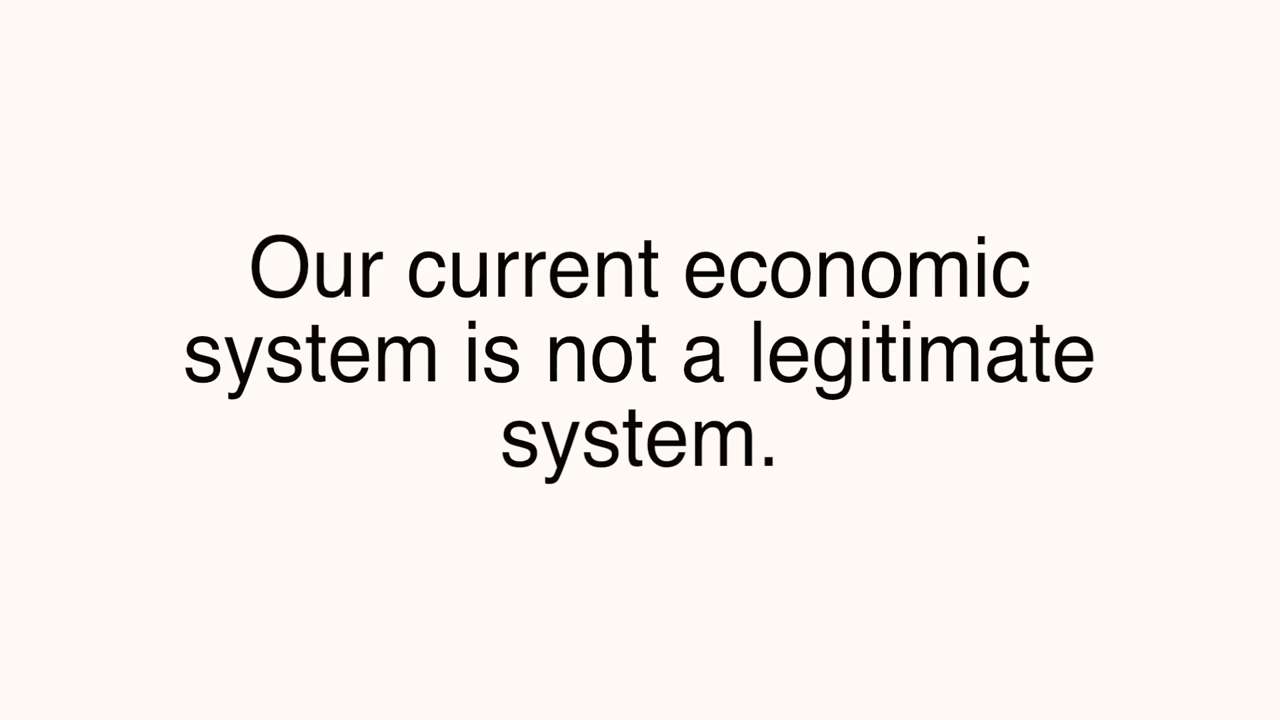 Our current economic
system is not a legitimate
system.